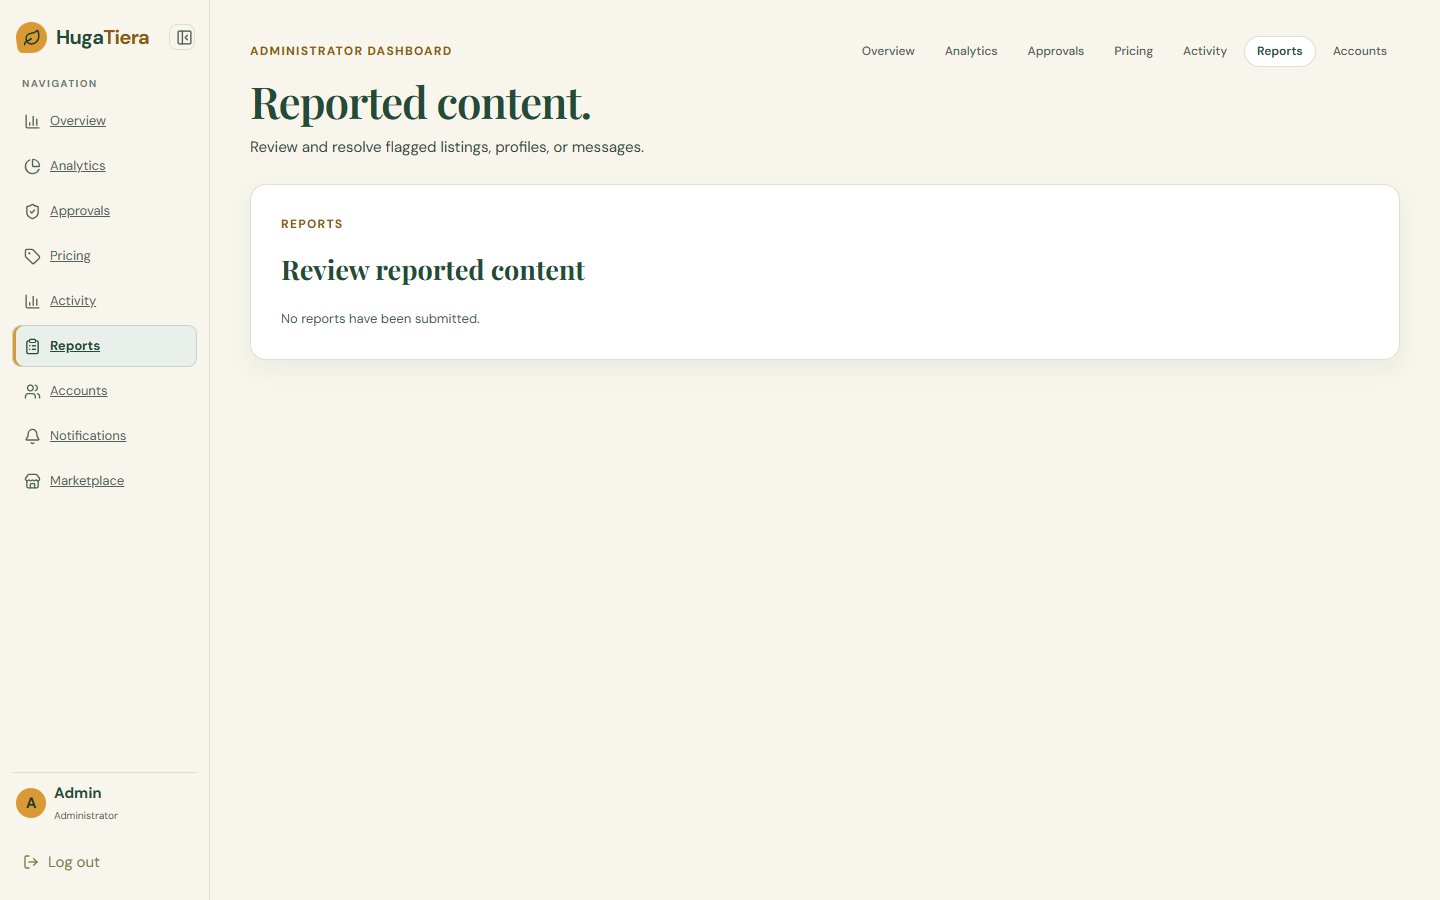 HugaTiera
NAVIGATION
Overview
Analytics
Approvals
Pricing
Activity
Reports
Accounts
Notifications
Marketplace
A
Admin
Administrator
Log out
ADMINISTRATOR DASHBOARD
Overview Analytics Approvals Pricing Activity Reports Accounts
Reported content.
Review and resolve flagged listings, profiles, or messages.
REPORTS
Review reported content
No reports have been submitted.